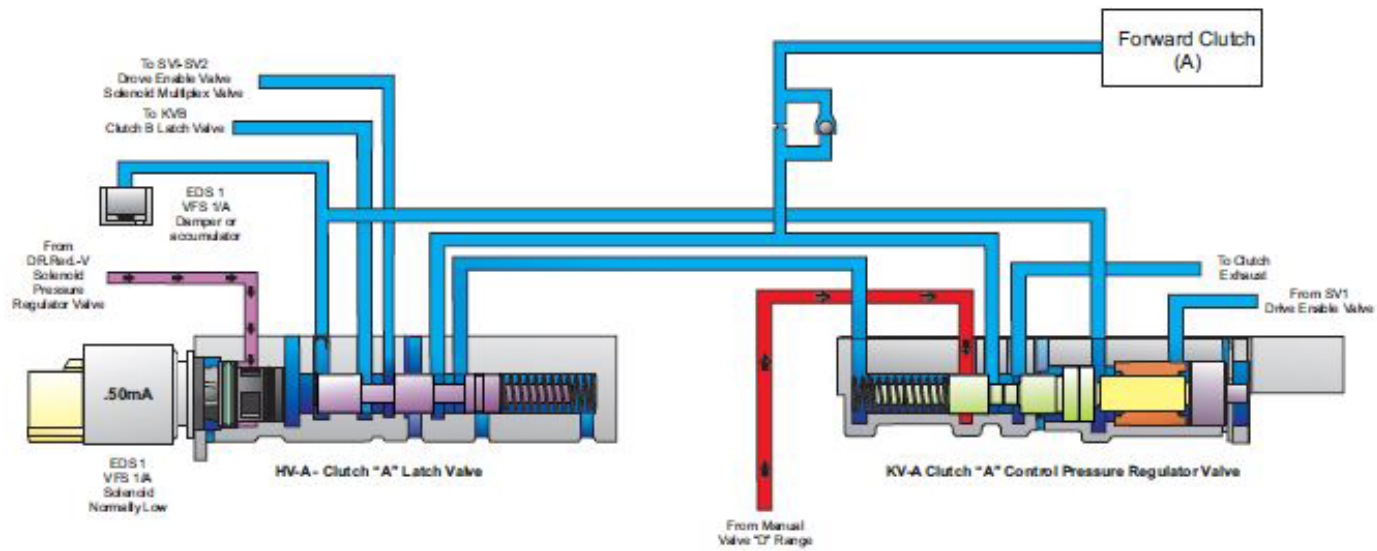 Forward Clutch
(A)
To SVI-SV2
Drove Enable Valve
Solenoid Multiplex Valve
To KVB
Clutch B Latch Valve
EDS 1
VFS 1/A
Damper or
accumulator
From
DR.Red.-V
Solenoid
Pressure
Regulator Valve
To Clutch
Exhaust
From SV1
Drive Enable Valve
.50mA
EDS 1
VFS 1/A
Solenoid
Normally Low
HV-A - Clutch "A" Latch Valve
KV-A Clutch "A" Control Pressure Regulator Valve
From Manual
Valve "D" Range